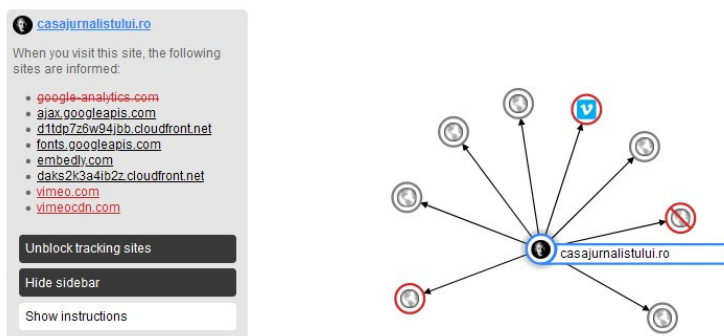 casajurnalistului.ro
When you visit this site, the following
sites are informed:
google-analytics.com
ajax.googleapis.com
d1tdp7z6w94jbb.cloudfront.net
fonts.googleapis.com
embedly.com
daks2k3a4ib2z.cloudfront.net
vimeo.com
vimeocdn.com
Unblock tracking sites
Hide sidebar
Show instructions
casajurnalistului.ro